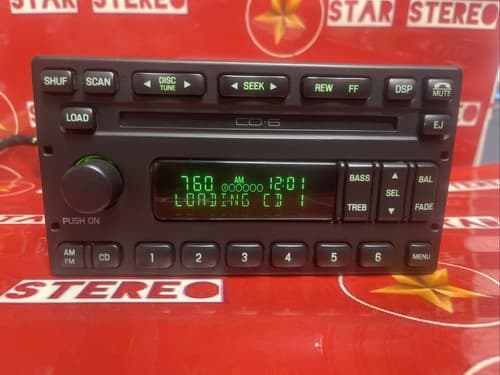 STAR STEREO
STAR STEREO
SHUF SCAN ◄ DISC ► ◄ SEEK ► REW FF DSP MUTE
TUNE
LOAD CD·6 EJ
760 AM 12:01
LOADING CD 1
BASS ▲ BAL
SEL
TREB ▼ FADE
PUSH ON
AM CD 1 2 3 4 5 6 MENU
FM
STAR
STEREO
STEREO